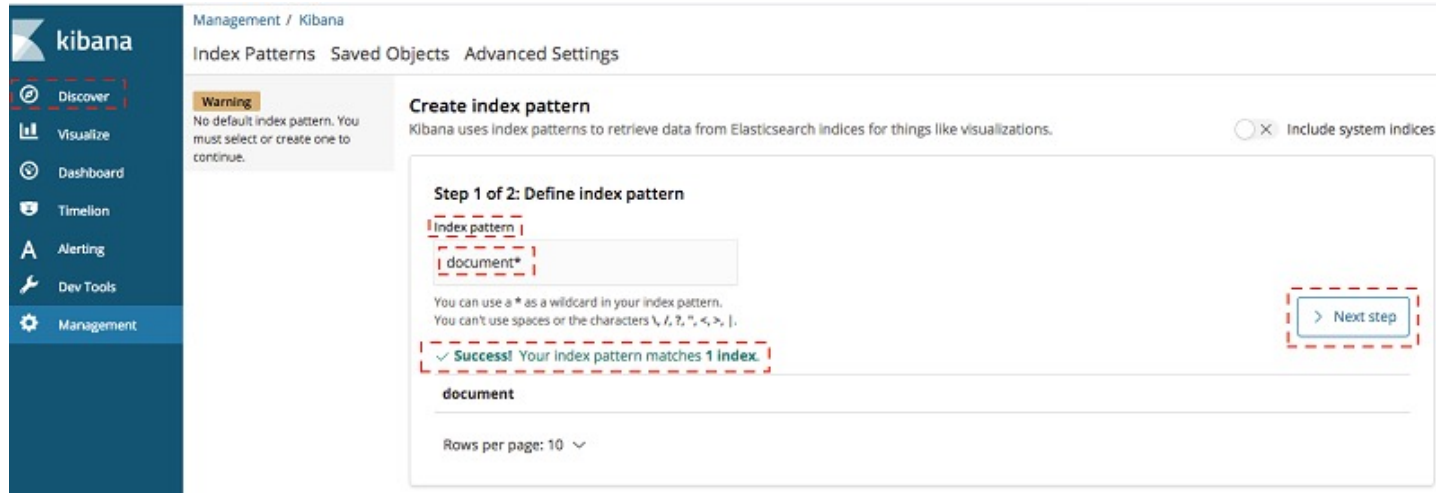 kibana
Discover
Visualize
Dashboard
Timelion
Alerting
Dev Tools
Management
Management / Kibana
Index Patterns Saved Objects Advanced Settings
Warning
No default index pattern. You
must select or create one to
continue.
Create index pattern
Kibana uses index patterns to retrieve data from Elasticsearch indices for things like visualizations.
Include system indices
Step 1 of 2: Define index pattern
Index pattern
document*
You can use a * as a wildcard in your index pattern.
You can't use spaces or the characters \, /, ?, ", <, >, |.
Success! Your index pattern matches 1 index.
Next step
document
Rows per page: 10